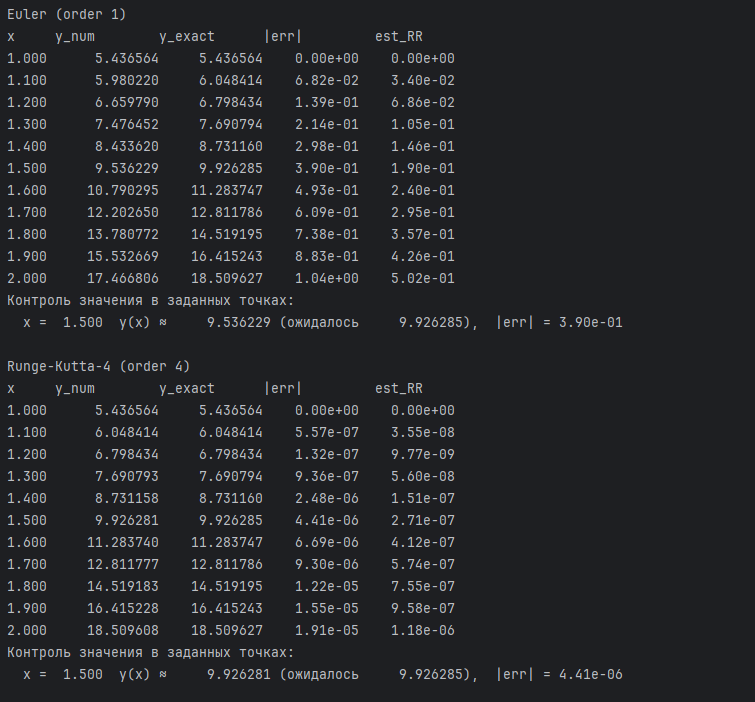 Euler (order 1)
x     y_num        y_exact      |err|         est_RR
1.000      5.436564     5.436564    0.00e+00    0.00e+00
1.100      5.980220     6.048414    6.82e-02    3.40e-02
1.200      6.659790     6.798434    1.39e-01    6.86e-02
1.300      7.476452     7.690794    2.14e-01    1.05e-01
1.400      8.433620     8.731160    2.98e-01    1.46e-01
1.500      9.536229     9.926285    3.90e-01    1.90e-01
1.600     10.790295    11.283747    4.93e-01    2.40e-01
1.700     12.202650    12.811786    6.09e-01    2.95e-01
1.800     13.780772    14.519195    7.38e-01    3.57e-01
1.900     15.532669    16.415243    8.83e-01    4.26e-01
2.000     17.466806    18.509627    1.04e+00    5.02e-01
Контроль значения в заданных точках:
  x =  1.500  y(x) ≈     9.536229 (ожидалось     9.926285),  |err| = 3.90e-01
Runge-Kutta-4 (order 4)
x     y_num        y_exact      |err|         est_RR
1.000      5.436564     5.436564    0.00e+00    0.00e+00
1.100      6.048414     6.048414    5.57e-07    3.55e-08
1.200      6.798434     6.798434    1.32e-07    9.77e-09
1.300      7.690793     7.690794    9.36e-07    5.60e-08
1.400      8.731158     8.731160    2.48e-06    1.51e-07
1.500      9.926281     9.926285    4.41e-06    2.71e-07
1.600     11.283740    11.283747    6.69e-06    4.12e-07
1.700     12.811777    12.811786    9.30e-06    5.74e-07
1.800     14.519183    14.519195    1.22e-05    7.55e-07
1.900     16.415228    16.415243    1.55e-05    9.58e-07
2.000     18.509608    18.509627    1.91e-05    1.18e-06
Контроль значения в заданных точках:
  x =  1.500  y(x) ≈     9.926281 (ожидалось     9.926285),  |err| = 4.41e-06